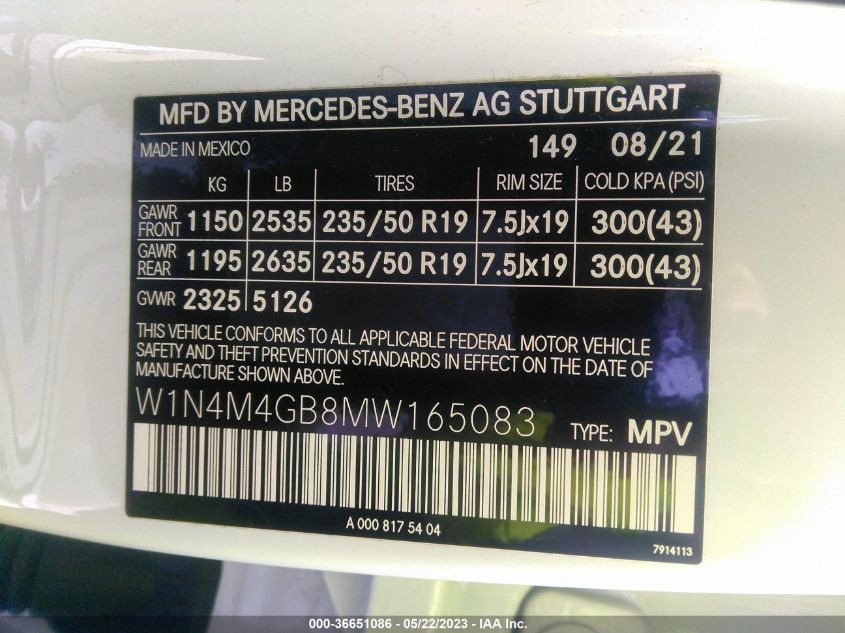 MFD BY MERCEDES-BENZ AG STUTTGART
MADE IN MEXICO 149 08/21
KG LB TIRES RIM SIZE COLD KPA (PSI)
GAWR FRONT 1150 2535 235/50 R19 7.5Jx19 300(43)
GAWR REAR 1195 2635 235/50 R19 7.5Jx19 300(43)
GVWR 2325 5126
THIS VEHICLE CONFORMS TO ALL APPLICABLE FEDERAL MOTOR VEHICLE
SAFETY AND THEFT PREVENTION STANDARDS IN EFFECT ON THE DATE OF
MANUFACTURE SHOWN ABOVE.
W1N4M4GB8MW165083 TYPE: MPV
A 000 817 54 04
7914113
000-36651086 - 05/22/2023 - IAA Inc.